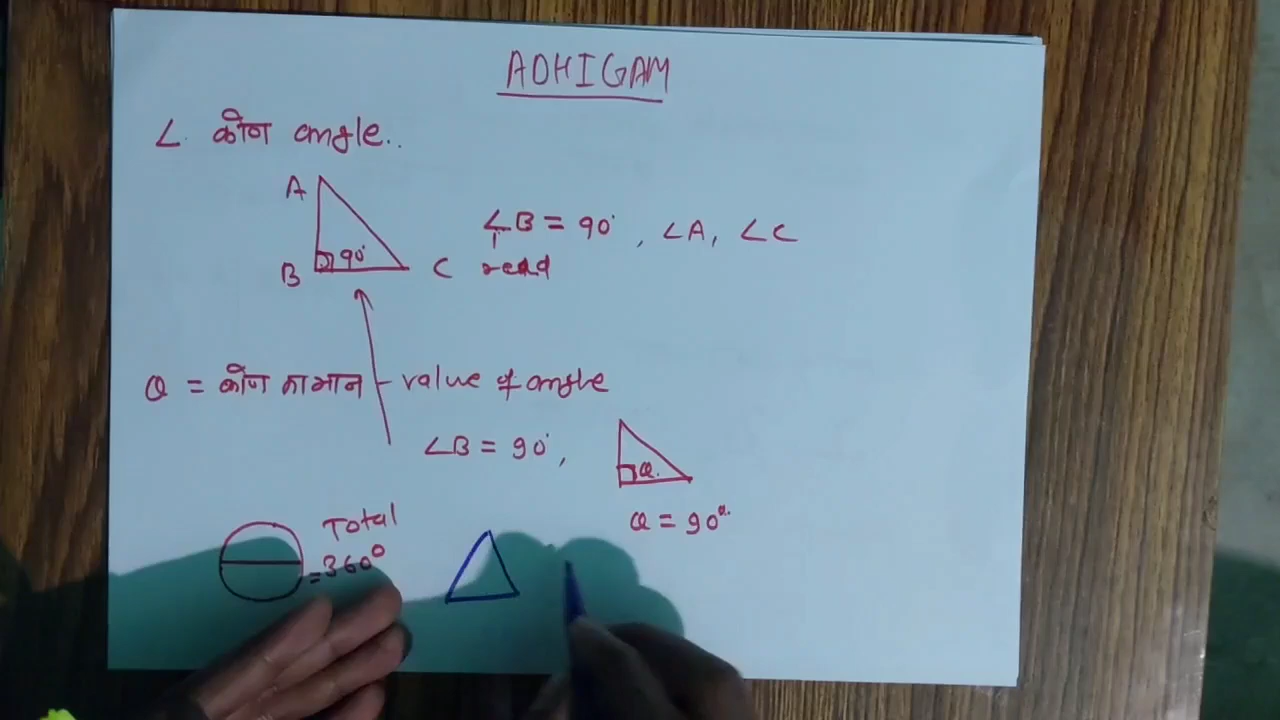 ADHIGAM
∠ कोण angle..
A
∠B = 90°, ∠A, ∠C
90°
B
C
read
Q = कोण का मान - value of angle
∠B = 90°,
Q.
Q = 90°
Total
= 360°